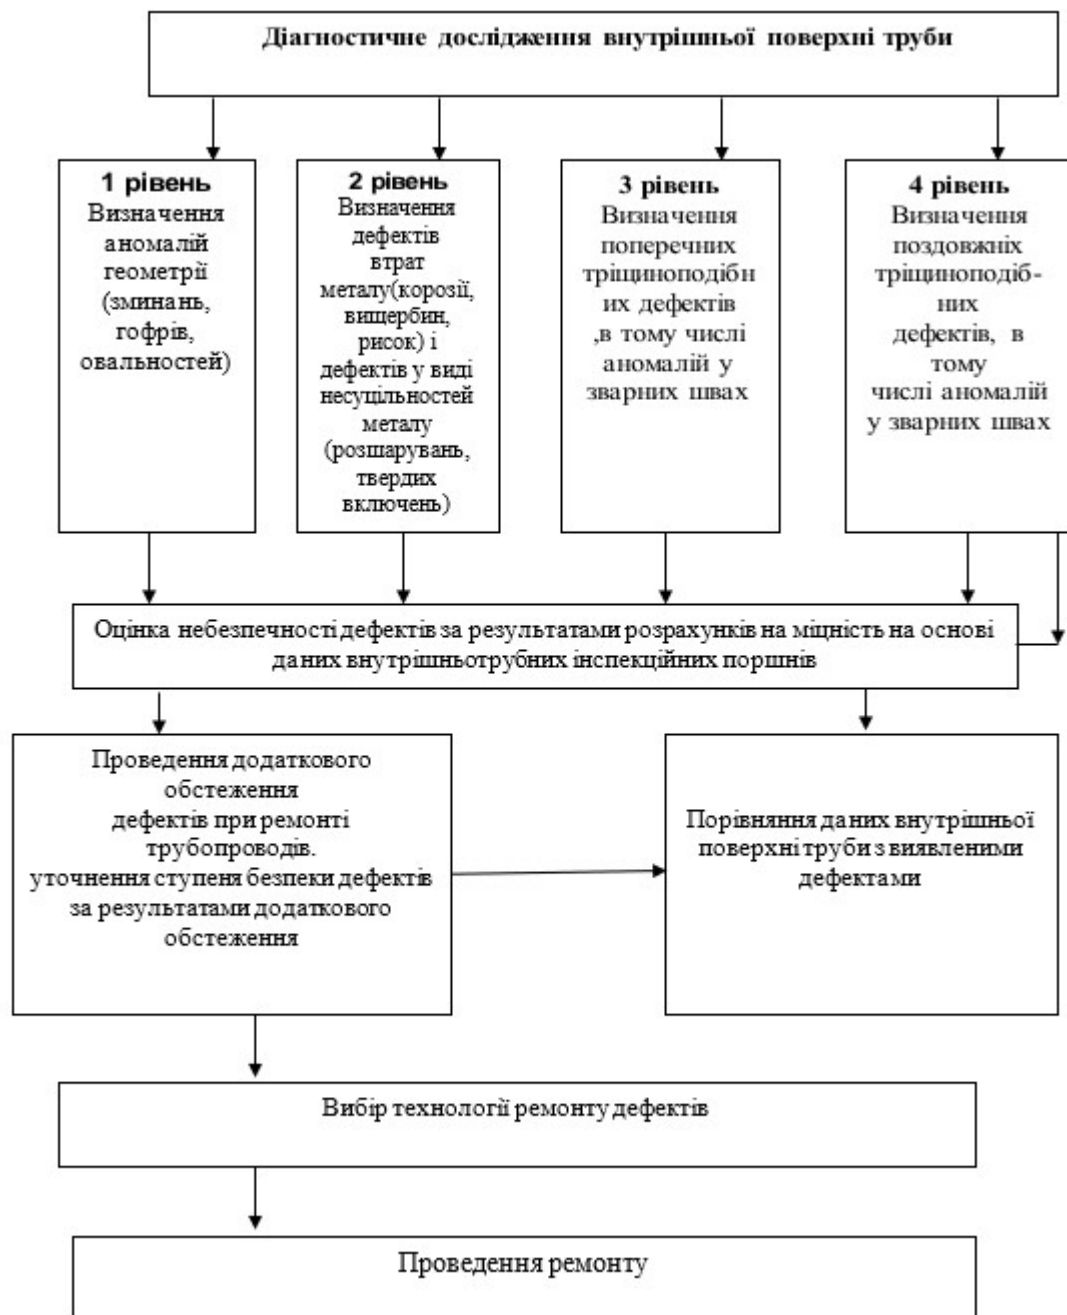 Діагностичне дослідження внутрішньої поверхні труби
1 рівень
Визначення
аномалій
геометрії
(зминань,
гофрів,
овальностей)
2 рівень
Визначення
дефектів
втрат
металу(корозії,
вищербин,
рисок) і
дефектів у виді
несуцільностей
металу
(розшарувань,
твердих
включень)
3 рівень
Визначення
поперечних
тріщиноподібн
их дефектів
,в тому числі
аномалій у
зварних швах
4 рівень
Визначення
поздовжніх
тріщиноподіб-
них
дефектів, в
тому
числі аномалій
у зварних швах
Оцінка небезпечності дефектів за результатами розрахунків на міцність на основі
даних внутрішньотрубних інспекційних поршнів
Проведення додаткового
обстеження
дефектів при ремонті
трубопроводів.
уточнення ступеня безпеки дефектів
за результатами додаткового
обстеження
Порівняння даних внутрішньої
поверхні труби з виявленими
дефектами
Вибір технології ремонту дефектів
Проведення ремонту